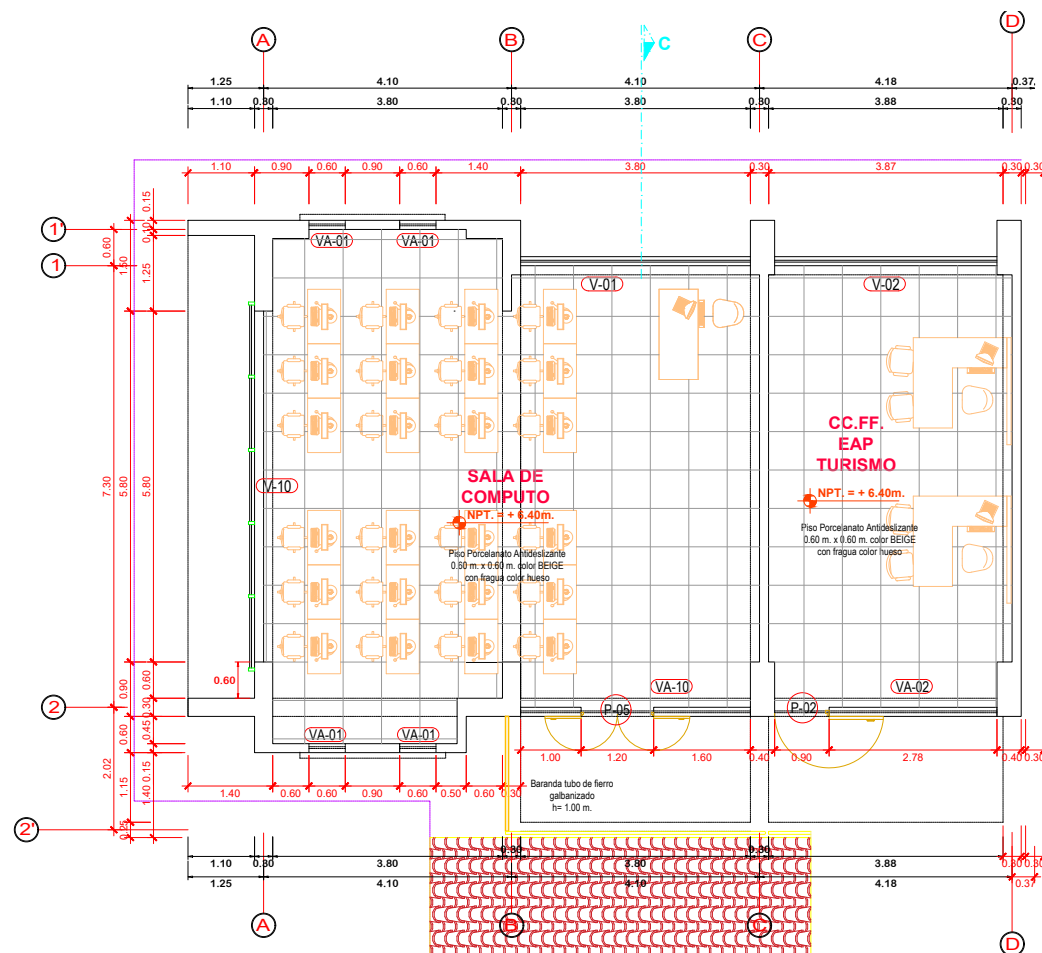 A B C D
C
1.25 4.10 4.10 4.18 0.37
1.10 0.30 3.80 0.30 3.80 0.30 3.88 0.30
1.10 0.90 0.60 0.90 0.60 1.40 3.80 0.30 3.87 0.30 0.30
0.15
0.10
1'
0.60
1
1.50
1.25
VA-01 VA-01
V-01
V-02
CC.FF.
EAP
TURISMO
NPT. = + 6.40m.
Piso Porcelanato Antideslizante
0.60 m. x 0.60 m. color BEIGE
con fragua color hueso
SALA DE
COMPUTO
NPT. = + 6.40m.
Piso Porcelanato Antideslizante
0.60 m. x 0.60 m. color BEIGE
con fragua color hueso
V-10
7.30
5.80
5.80
0.60
0.90
0.60
0.30
2
VA-10
VA-02
P-05
P-02
0.60
0.45
VA-01 VA-01
1.00 1.20 1.60 0.40 0.90 2.78 0.40 0.30
2.02
1.15
1.40
0.15
1.40 0.60 0.60 0.90 0.60 0.50 0.60 0.30
Baranda tubo de fierro
galbanizado
h= 1.00 m.
2'
0.25
1.10 0.30 3.80 0.30 3.80 0.30 3.88 0.30 0.30
1.25 4.10 4.10 4.18 0.37
A B C D